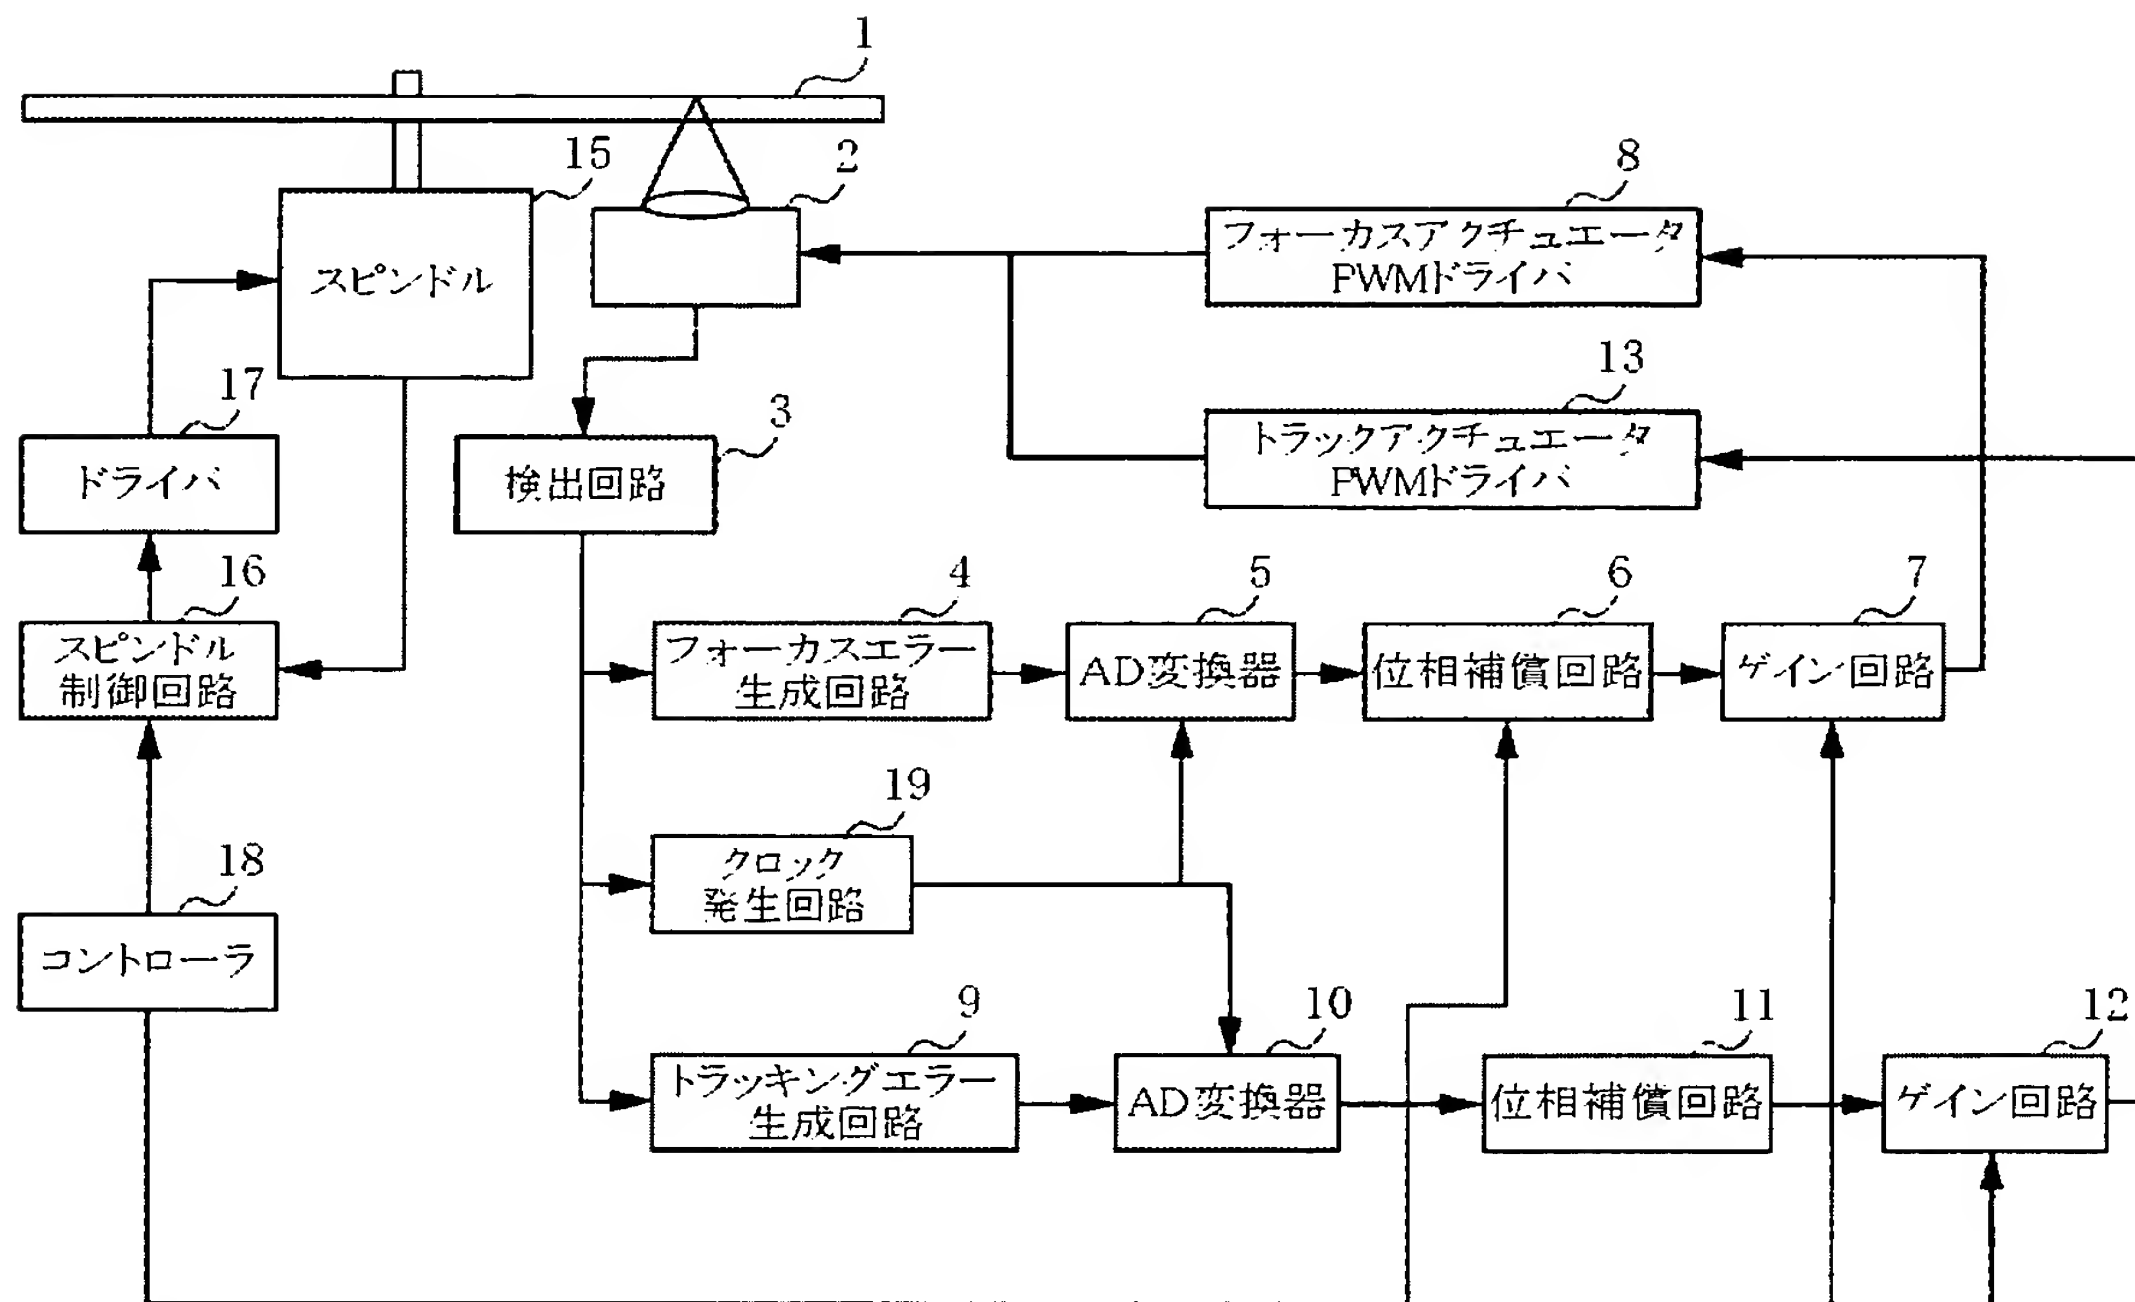 1
15
2
8
スピンドル
フォーカスアクチュエータ
PWMドライバ
17
3
13
ドライバ
検出回路
トラックアクチュエータ
PWMドライバ
16
4
5
6
7
スピンドル
制御回路
フォーカスエラー
生成回路
AD変換器
位相補償回路
ゲイン回路
19
18
クロック
発生回路
コントローラ
9
10
11
12
トラッキングエラー
生成回路
AD変換器
位相補償回路
ゲイン回路